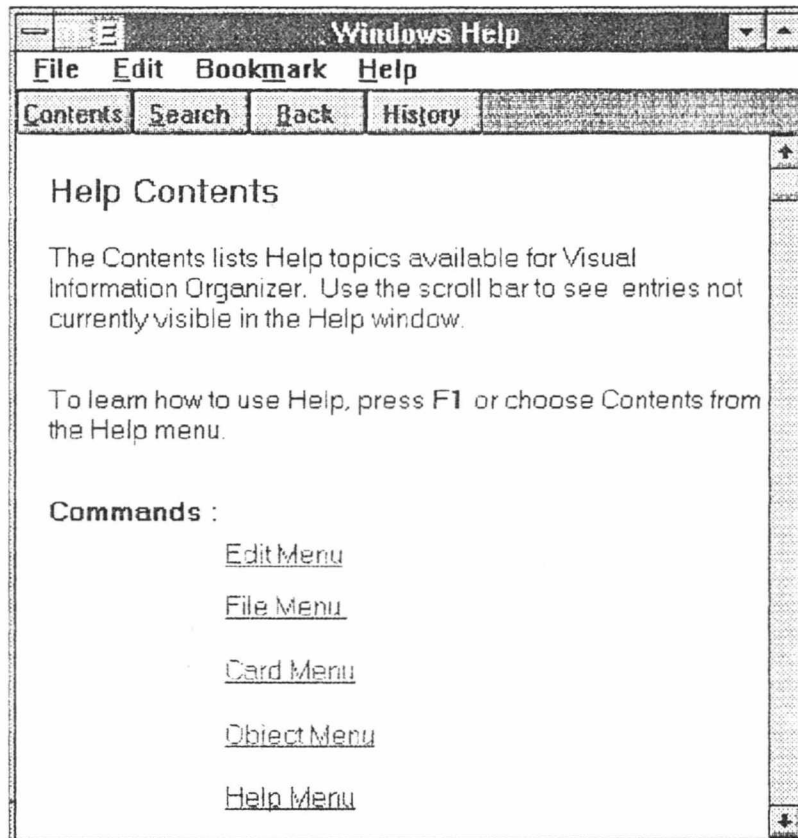 Windows Help
File Edit Bookmark Help
Contents Search Back History
Help Contents
The Contents lists Help topics available for Visual
Information Organizer. Use the scroll bar to see entries not
currently visible in the Help window.
To learn how to use Help, press F1 or choose Contents from
the Help menu.
Commands :
Edit Menu
File Menu
Card Menu
Object Menu
Help Menu